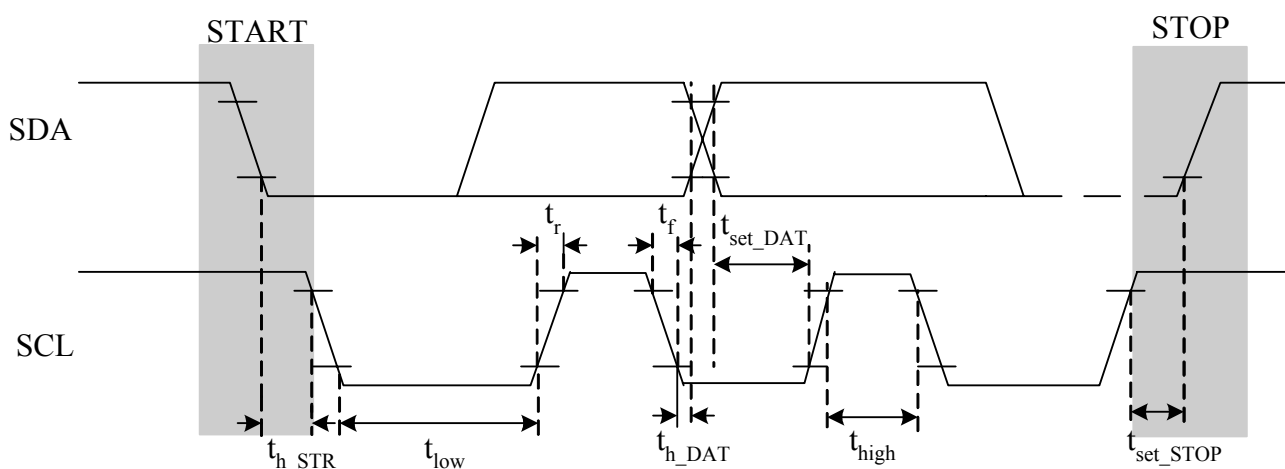 START
STOP
SDA
t_r
t_f
t_set_DAT
SCL
t_h_STR
t_low
t_h_DAT
t_high
t_set_STOP